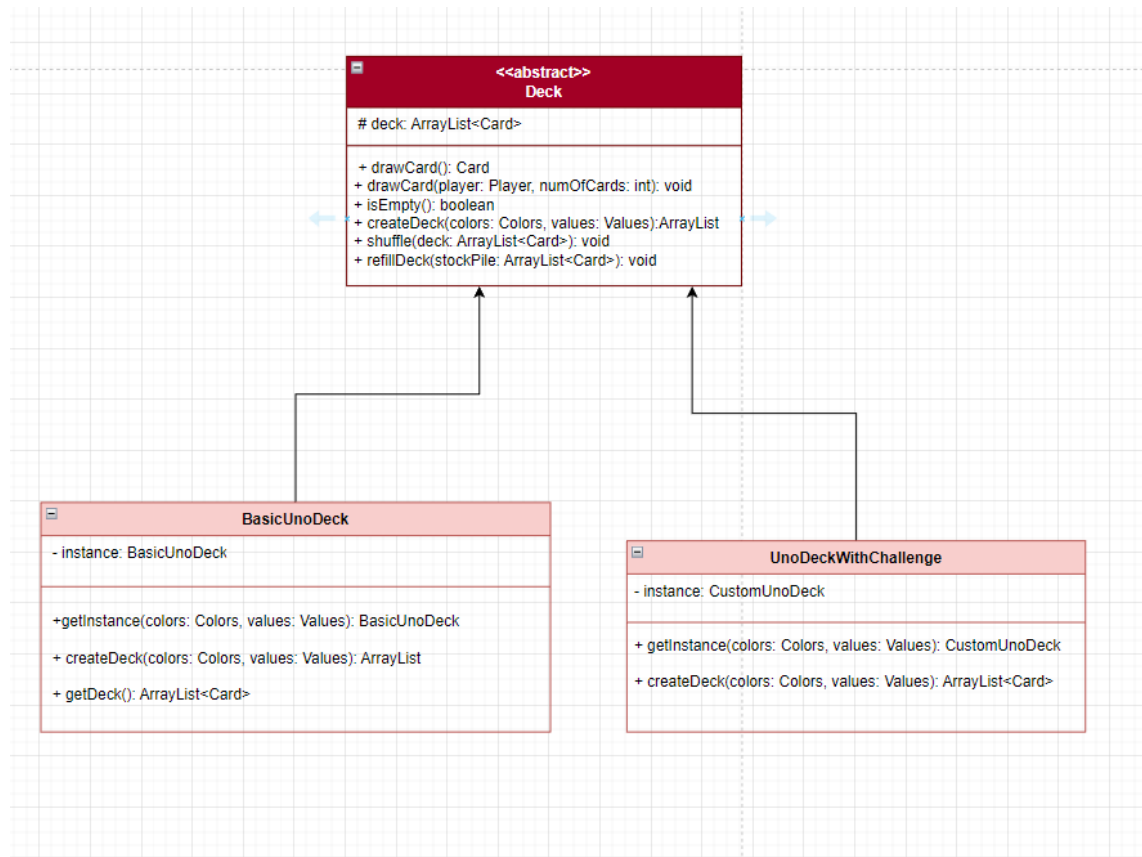 <<abstract>>
Deck
# deck: ArrayList<Card>
+ drawCard(): Card
+ drawCard(player: Player, numOfCards: int): void
+ isEmpty(): boolean
+ createDeck(colors: Colors, values: Values):ArrayList
+ shuffle(deck: ArrayList<Card>): void
+ refillDeck(stockPile: ArrayList<Card>): void
BasicUnoDeck
- instance: BasicUnoDeck
+getInstance(colors: Colors, values: Values): BasicUnoDeck
+ createDeck(colors: Colors, values: Values): ArrayList
+ getDeck(): ArrayList<Card>
UnoDeckWithChallenge
- instance: CustomUnoDeck
+ getInstance(colors: Colors, values: Values): CustomUnoDeck
+ createDeck(colors: Colors, values: Values): ArrayList<Card>